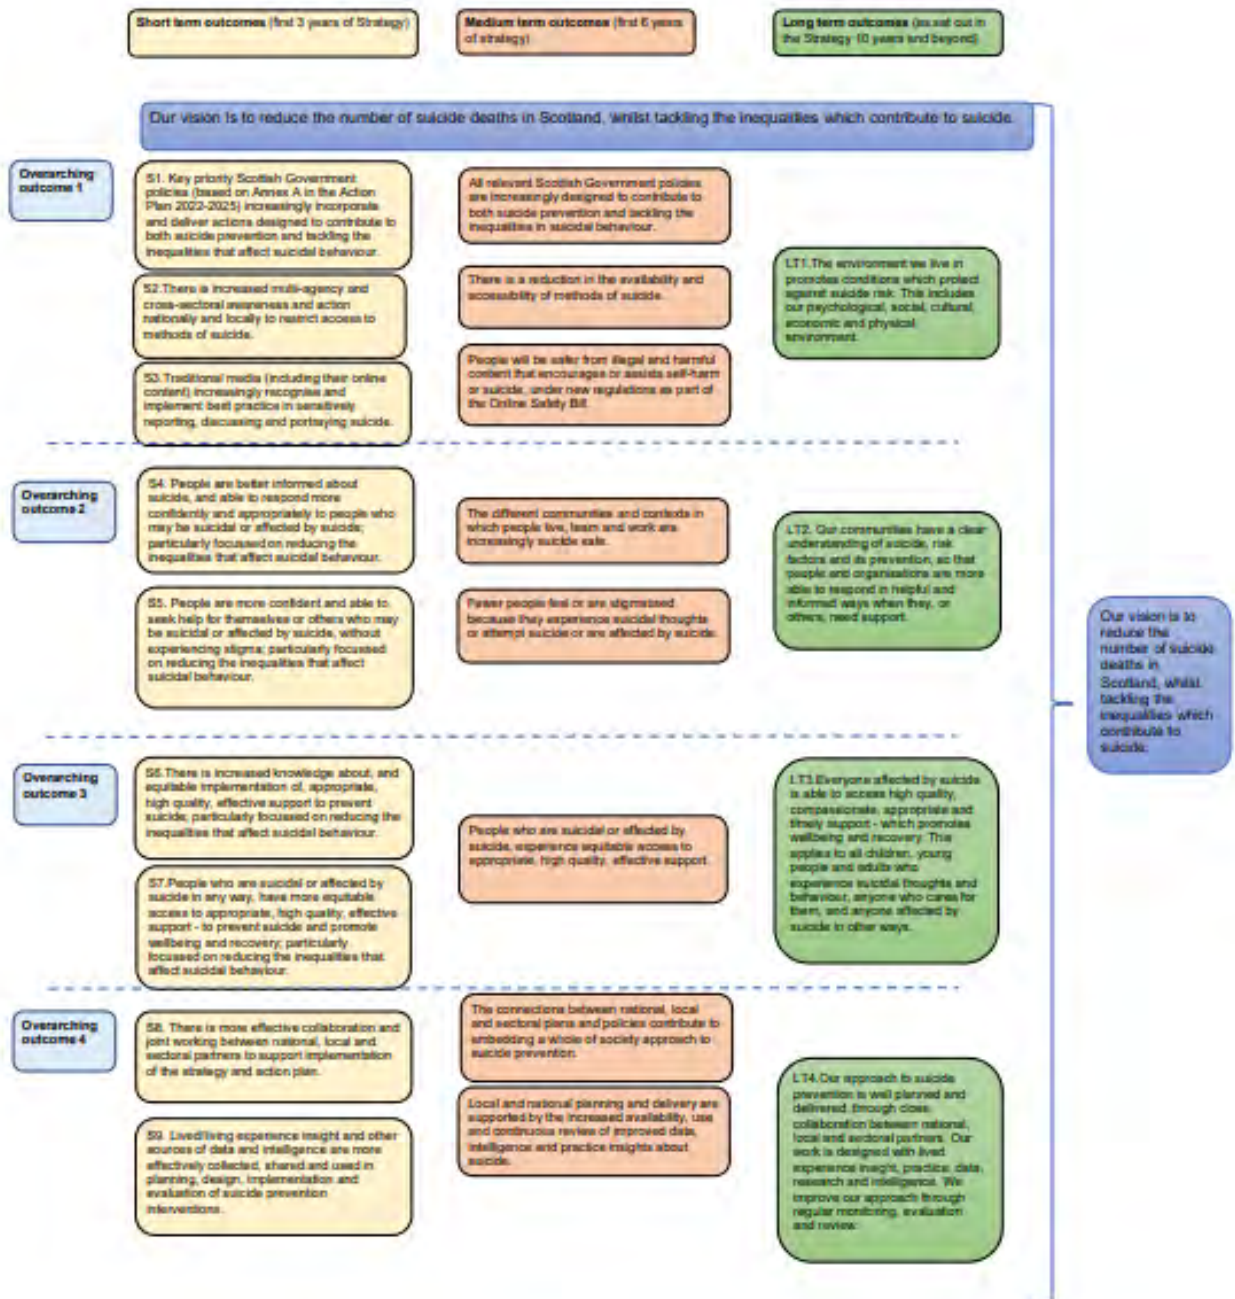 Short term outcomes (first 3 years of Strategy)
Medium term outcomes (first 6 years
of strategy)
Long term outcomes (as set out in
the Strategy 10 years and beyond)
Our vision is to reduce the number of suicide deaths in Scotland, whilst tackling the inequalities which contribute to suicide.
Overarching
outcome 1
S1. Key priority Scottish Government
policies (based on Annex A in the Action
Plan 2022-2025) increasingly incorporate
and deliver actions designed to contribute to
both suicide prevention and tackling the
inequalities that affect suicidal behaviour.
S2.There is increased multi-agency and
cross-sectoral awareness and action
nationally and locally to restrict access to
methods of suicide.
S3.Traditional media (including their online
content) increasingly recognise and
implement best practice in sensitively
reporting, discussing and portraying suicide.
All relevant Scottish Government policies
are increasingly designed to contribute to
both suicide prevention and tackling the
inequalities in suicidal behaviour.
There is a reduction in the availability and
accessibility of methods of suicide.
People will be safer from illegal and harmful
content that encourages or assists self-harm
or suicide, under new regulations as part of
the Online Safety Bill.
LT1.The environment we live in
promotes conditions which protect
against suicide risk. This includes
our psychological, social, cultural,
economic and physical
environment.
Overarching
outcome 2
S4. People are better informed about
suicide, and able to respond more
confidently and appropriately to people who
may be suicidal or affected by suicide;
particularly focussed on reducing the
inequalities that affect suicidal behaviour.
S5. People are more confident and able to
seek help for themselves or others who may
be suicidal or affected by suicide, without
experiencing stigma; particularly focussed
on reducing the inequalities that affect
suicidal behaviour.
The different communities and contexts in
which people live, learn and work are
increasingly suicide safe.
Fewer people feel or are stigmatised
because they experience suicidal thoughts
or attempt suicide or are affected by suicide.
LT2. Our communities have a clear
understanding of suicide, risk
factors and its prevention, so that
people and organisations are more
able to respond in helpful and
informed ways when they, or
others, need support.
Our vision is to
reduce the
number of suicide
deaths in
Scotland, whilst
tackling the
inequalities which
contribute to
suicide.
Overarching
outcome 3
S6.There is increased knowledge about, and
equitable implementation of, appropriate,
high quality, effective support to prevent
suicide; particularly focussed on reducing the
inequalities that affect suicidal behaviour.
S7.People who are suicidal or affected by
suicide in any way, have more equitable
access to appropriate, high quality, effective
support - to prevent suicide and promote
wellbeing and recovery; particularly
focussed on reducing the inequalities that
affect suicidal behaviour.
People who are suicidal or affected by
suicide, experience equitable access to
appropriate, high quality, effective support.
LT3.Everyone affected by suicide
is able to access high quality,
compassionate, appropriate and
timely support - which promotes
wellbeing and recovery. This
applies to all children, young
people and adults who
experience suicidal thoughts and
behaviour, anyone who cares for
them, and anyone affected by
suicide in other ways.
Overarching
outcome 4
S8. There is more effective collaboration and
joint working between national, local and
sectoral partners to support implementation
of the strategy and action plan.
S9. Lived/living experience insight and other
sources of data and intelligence are more
effectively collected, shared and used in
planning, design, implementation and
evaluation of suicide prevention
interventions.
The connections between national, local
and sectoral plans and policies contribute to
embedding a whole of society approach to
suicide prevention.
Local and national planning and delivery are
supported by the increased availability, use
and continuous review of improved data,
intelligence and practice insights about
suicide.
LT4.Our approach to suicide
prevention is well planned and
delivered, through close
collaboration between national,
local and sectoral partners. Our
work is designed with lived
experience insight, practice, data,
research and intelligence. We
improve our approach through
regular monitoring, evaluation
and review.